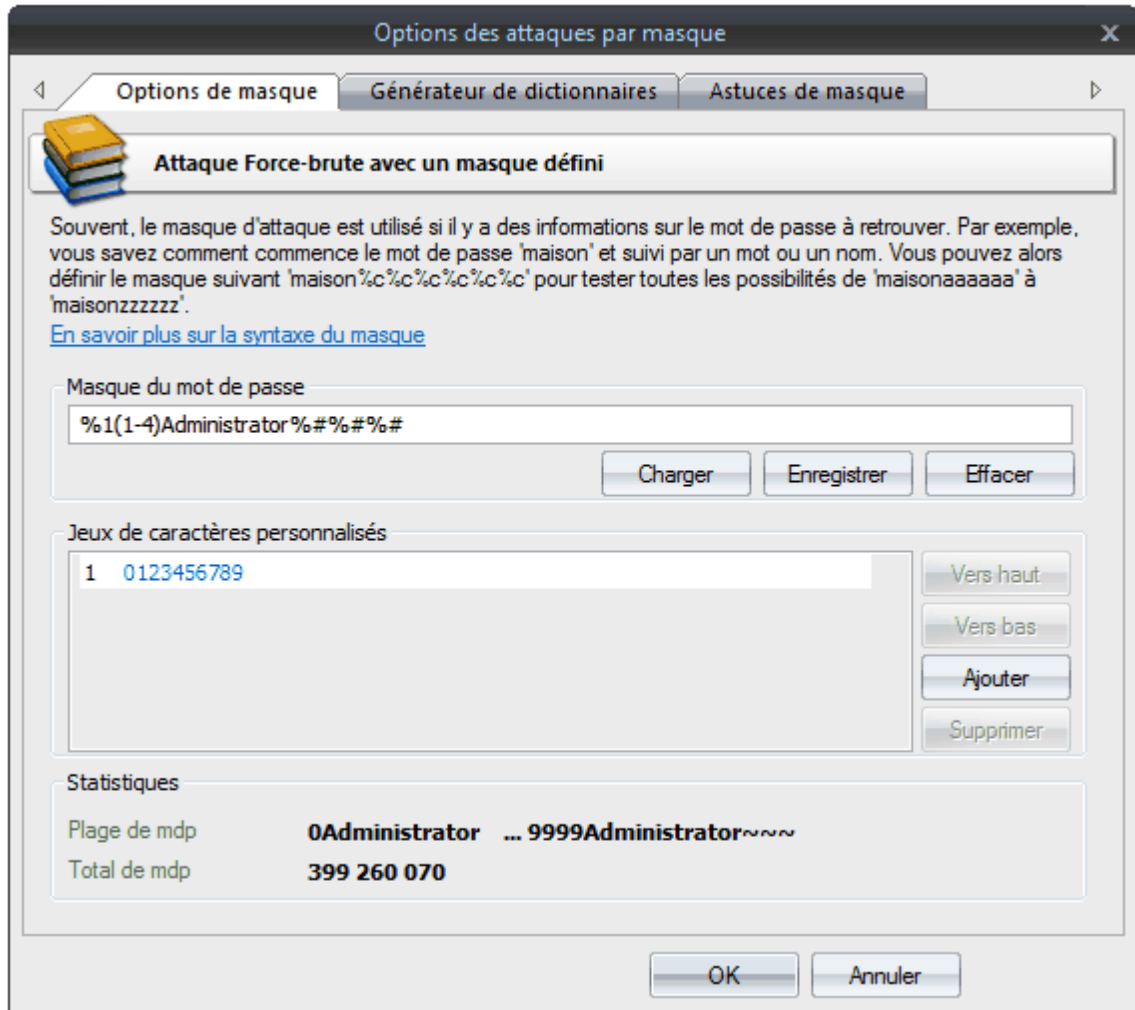 Options des attaques par masque
Options de masque Générateur de dictionnaires Astuces de masque
Attaque Force-brute avec un masque défini
Souvent, le masque d'attaque est utilisé si il y a des informations sur le mot de passe à retrouver. Par exemple,
vous savez comment commence le mot de passe 'maison' et suivi par un mot ou un nom. Vous pouvez alors
définir le masque suivant 'maison%c%c%c%c%c%c' pour tester toutes les possibilités de 'maisonaaaaaa' à
'maisonzzzzzz'.
En savoir plus sur la syntaxe du masque
Masque du mot de passe
%1(1-4)Administrator%#%#%#
Charger Enregistrer Effacer
Jeux de caractères personnalisés
1 0123456789
Vers haut
Vers bas
Ajouter
Supprimer
Statistiques
Plage de mdp 0Administrator ... 9999Administrator~~~
Total de mdp 399 260 070
OK Annuler